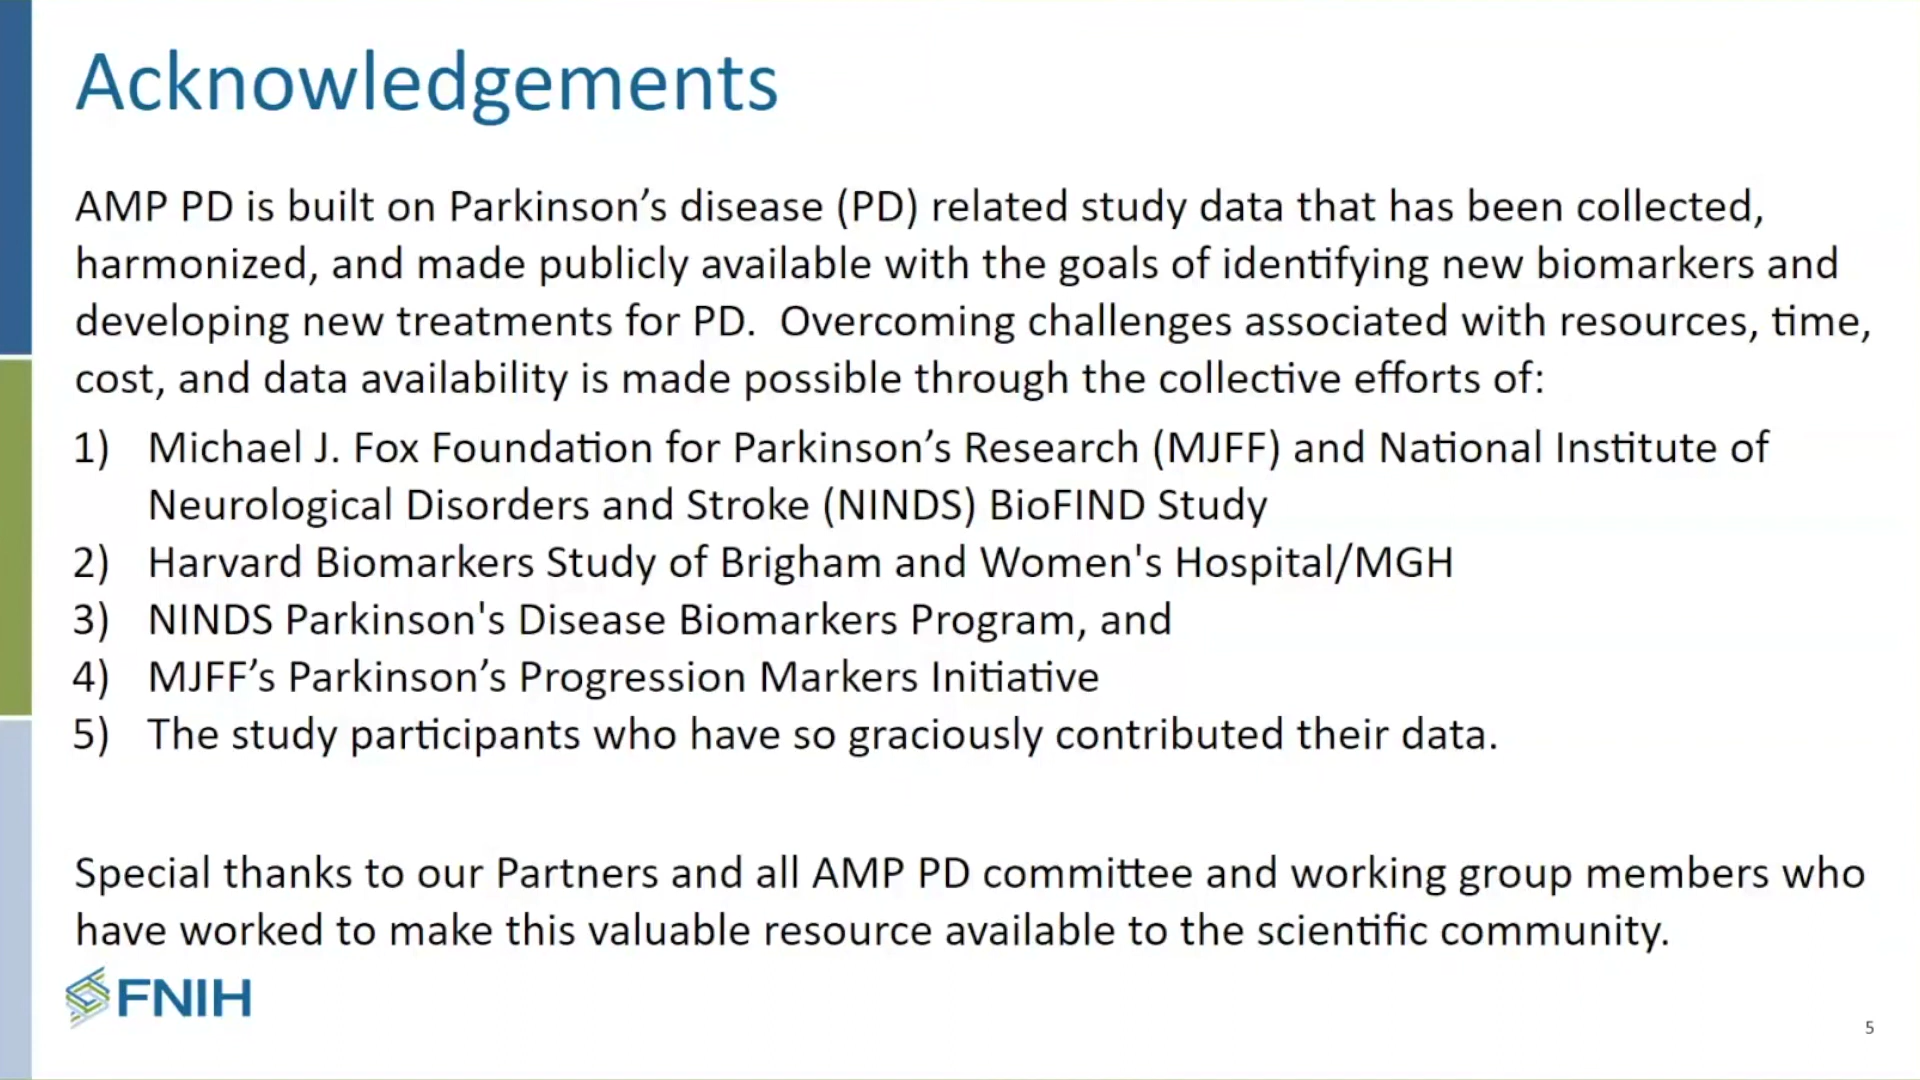 Acknowledgements
AMP PD is built on Parkinson’s disease (PD) related study data that has been collected,
harmonized, and made publicly available with the goals of identifying new biomarkers and
developing new treatments for PD.  Overcoming challenges associated with resources, time,
cost, and data availability is made possible through the collective efforts of:
1) Michael J. Fox Foundation for Parkinson’s Research (MJFF) and National Institute of
Neurological Disorders and Stroke (NINDS) BioFIND Study
2) Harvard Biomarkers Study of Brigham and Women's Hospital/MGH
3) NINDS Parkinson's Disease Biomarkers Program, and
4) MJFF’s Parkinson’s Progression Markers Initiative
5) The study participants who have so graciously contributed their data.
Special thanks to our Partners and all AMP PD committee and working group members who
have worked to make this valuable resource available to the scientific community.
FNIH
5